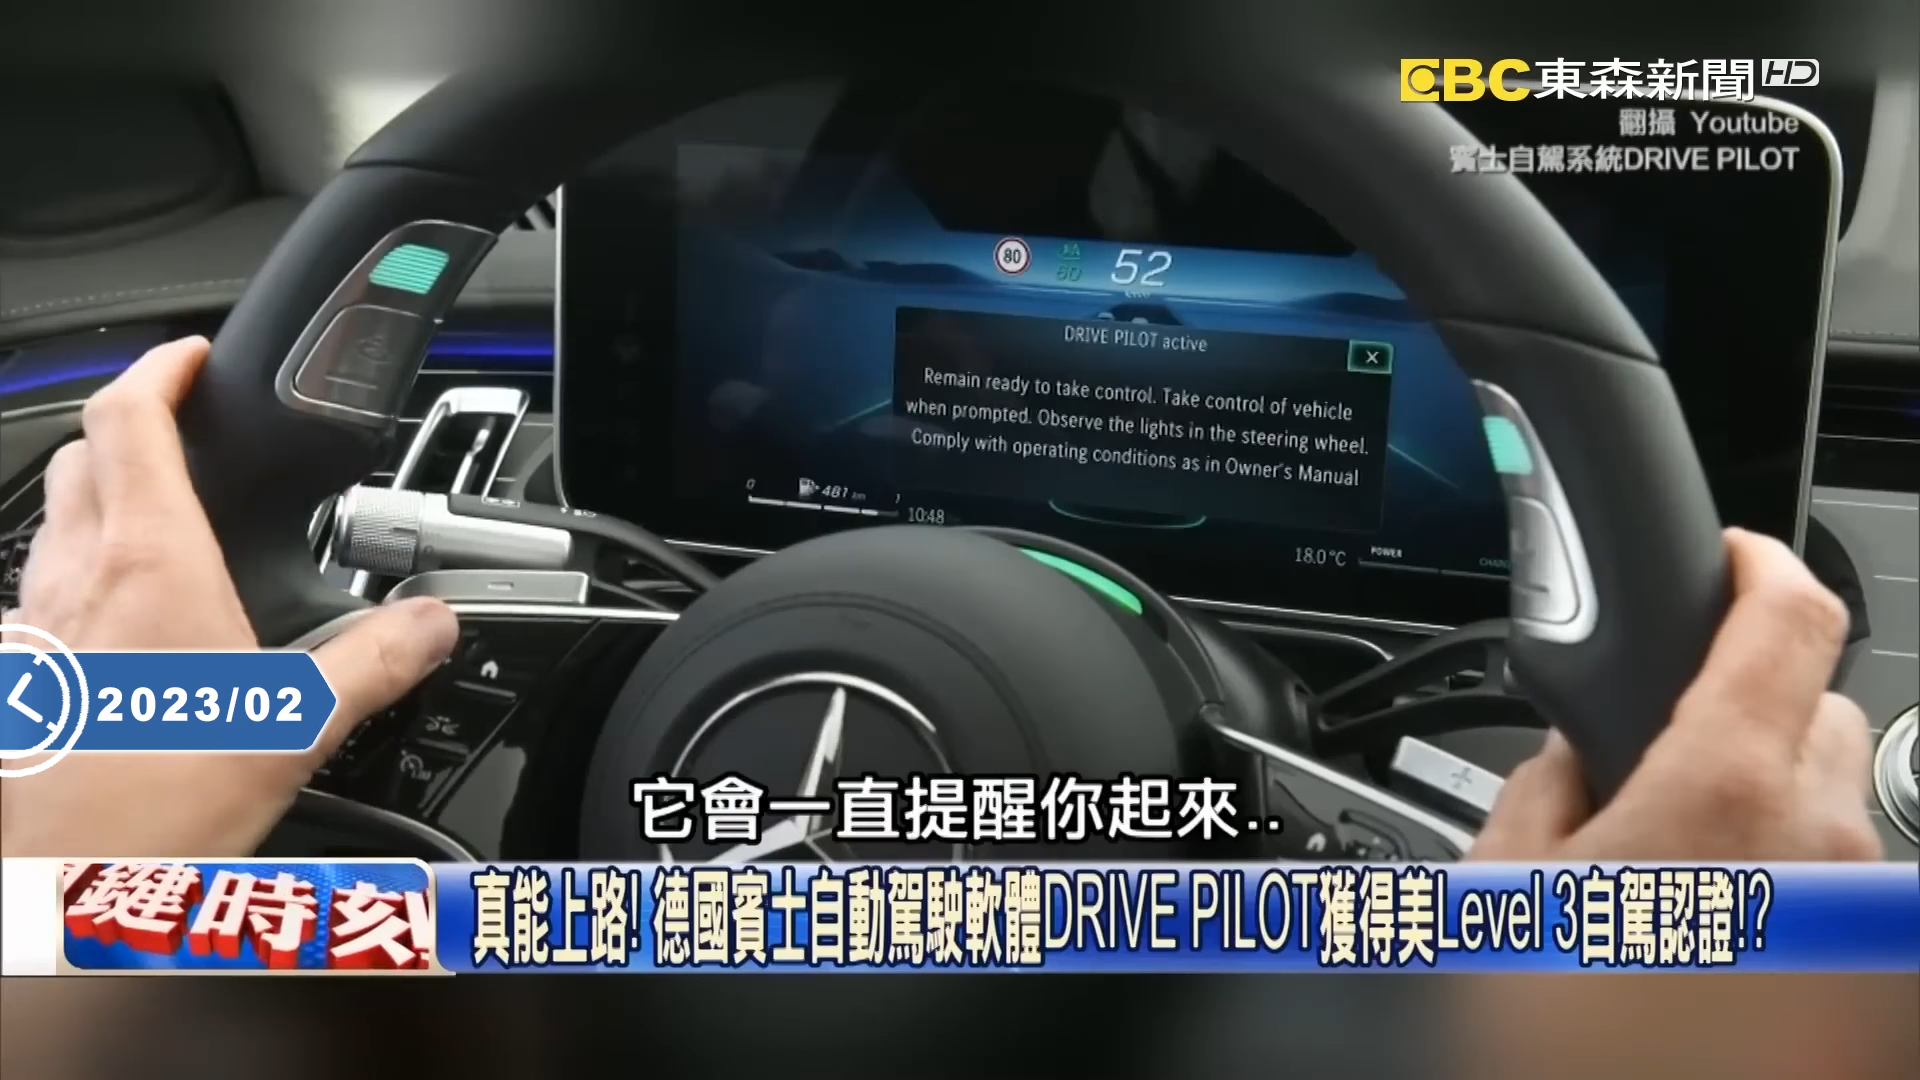 EBC東森新聞HD
翻攝 Youtube
賓士自駕系統DRIVE PILOT
80
60
52
DRIVE PILOT active
Remain ready to take control. Take control of vehicle
when prompted. Observe the lights in the steering wheel.
Comply with operating conditions as in Owner's Manual
0
481 km
1
10:48
18.0°C
POWER
2023/02
它會一直提醒你起來..
鍵時刻
真能上路!德國賓士自動駕駛軟體DRIVE PILOT獲得美Level 3自駕認證!?